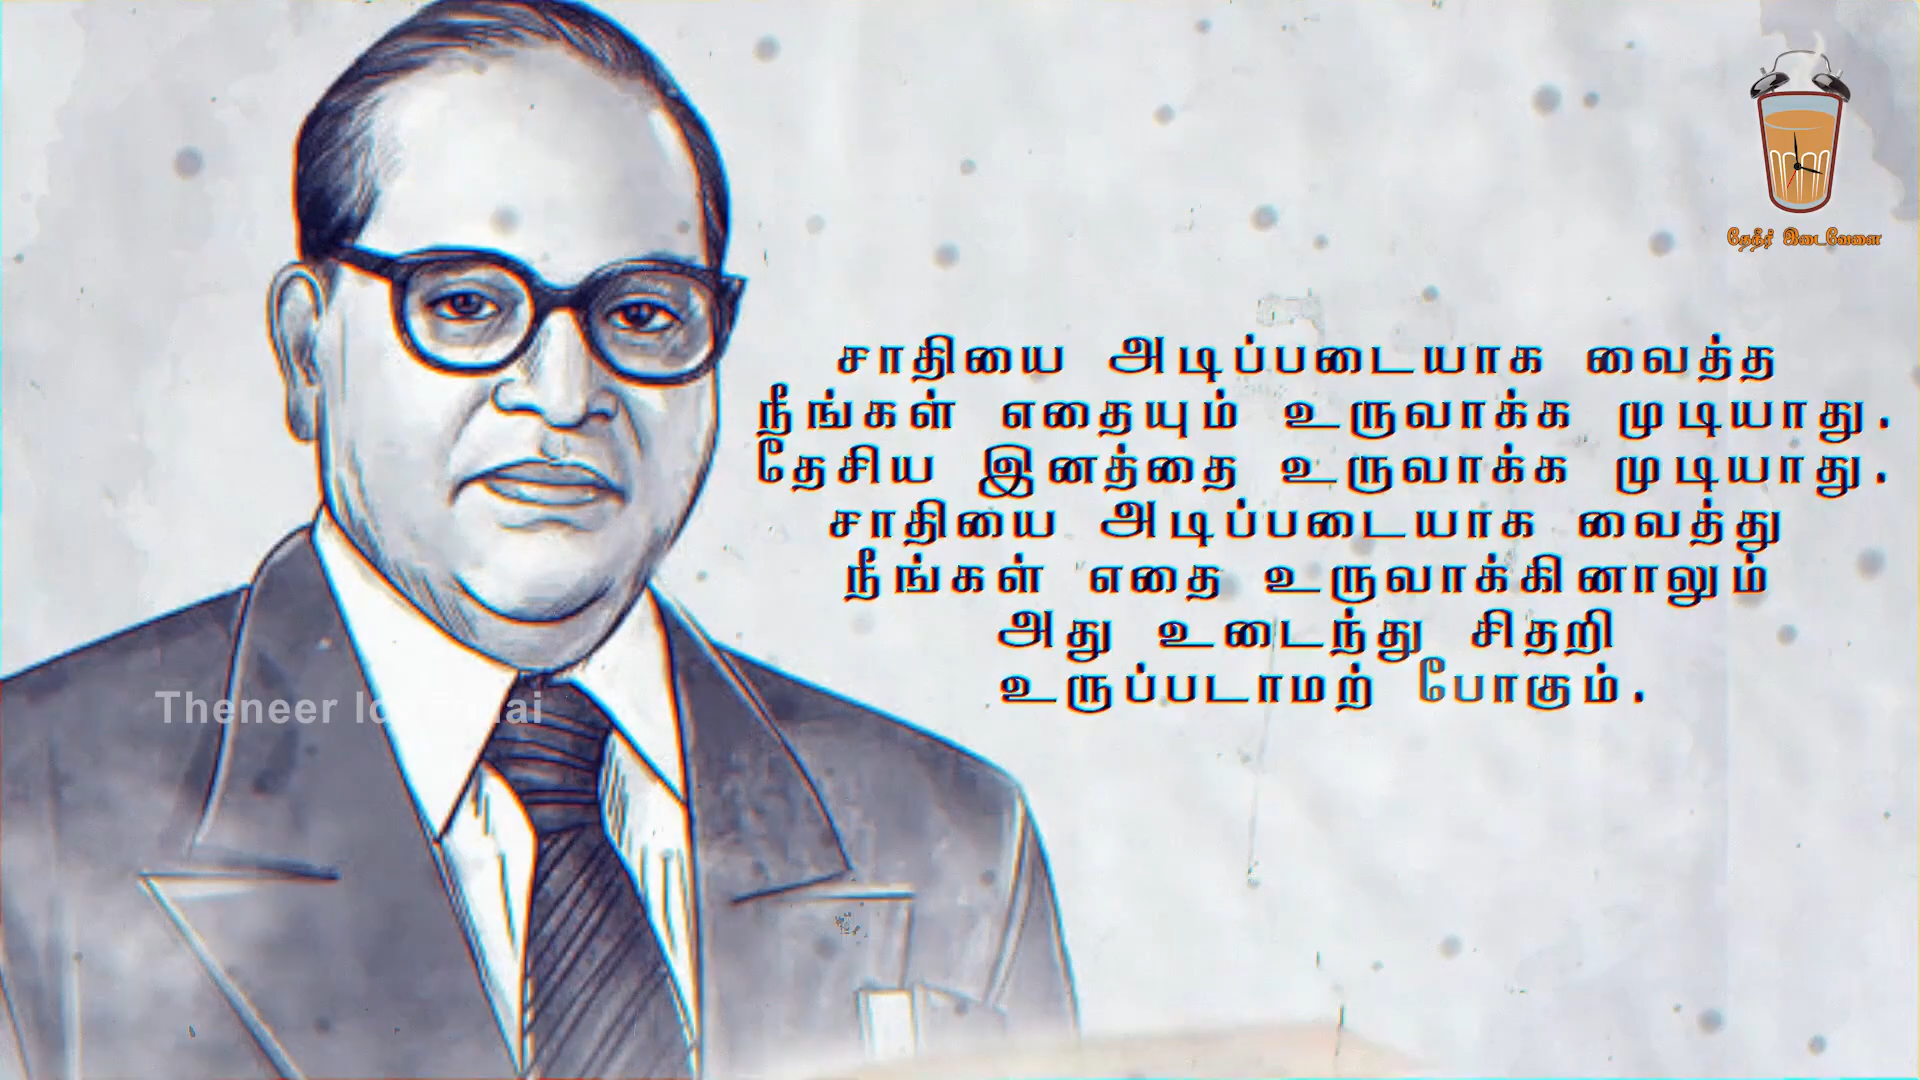 தேநீர் இடைவேளை
சாதியை அடிப்படையாக வைத்த
நீங்கள் எதையும் உருவாக்க முடியாது.
தேசிய இனத்தை உருவாக்க முடியாது.
சாதியை அடிப்படையாக வைத்து
நீங்கள் எதை உருவாக்கினாலும்
அது உடைந்து சிதறி
உருப்படாமற் போகும்.
Theneer